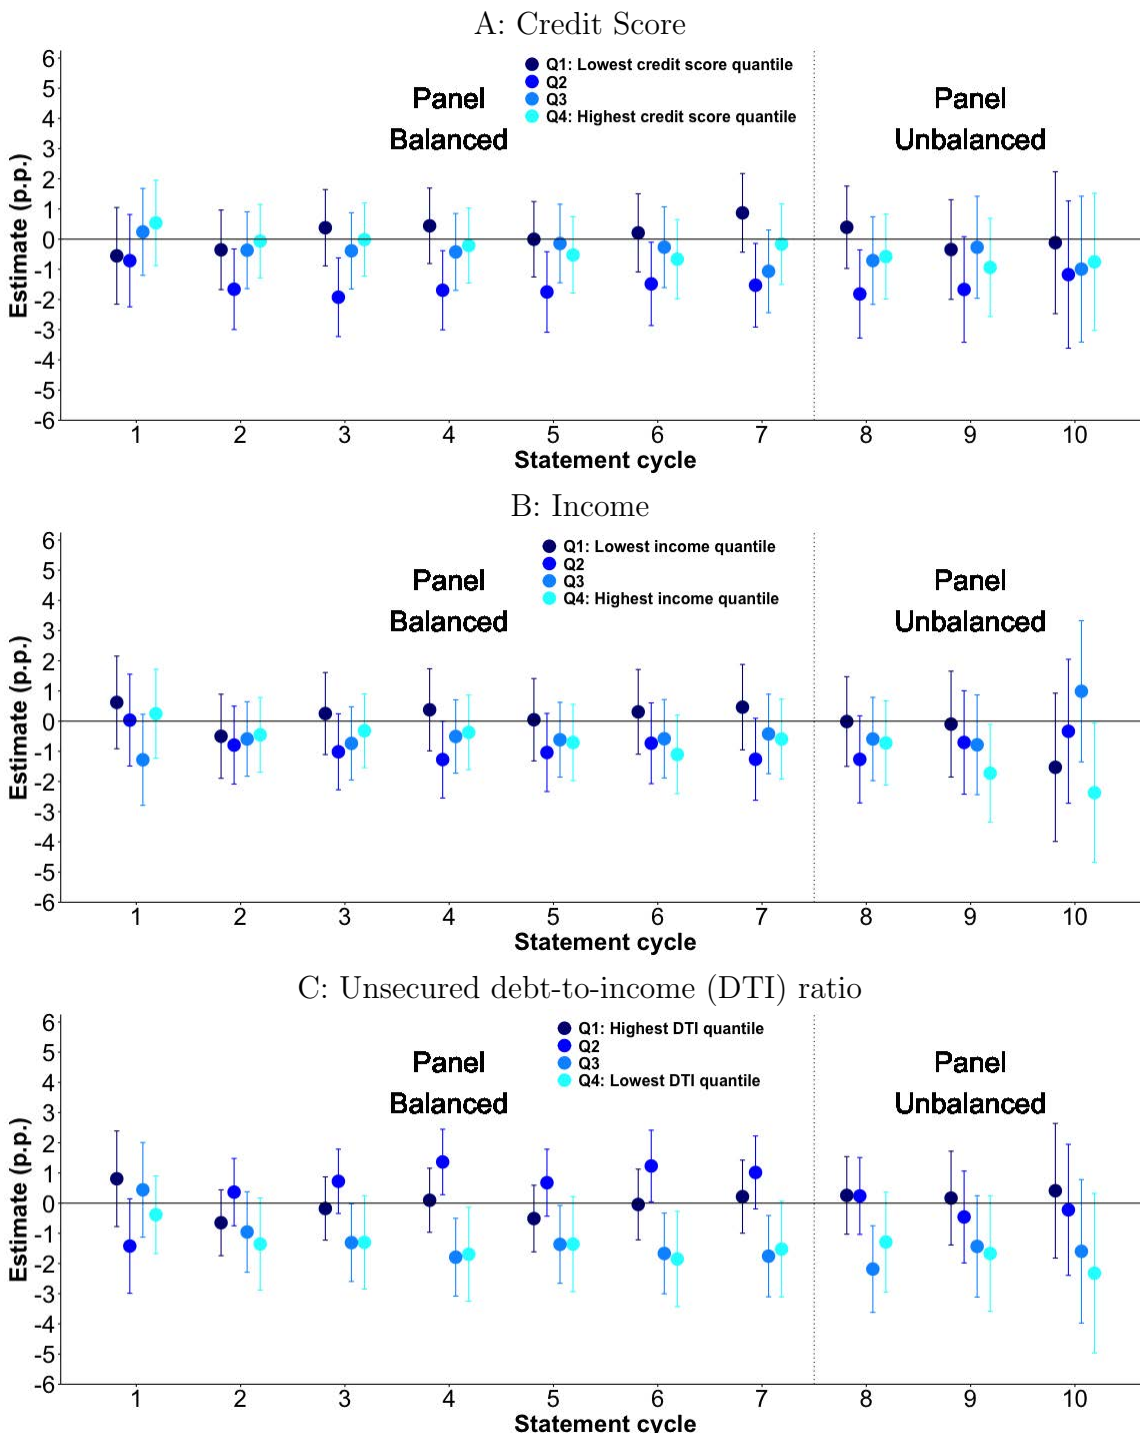 A: Credit Score
6
5
4
3
2
1
0
-1
-2
-3
-4
-5
-6
Estimate (p.p.)
Q1: Lowest credit score quantile
Q2
Q3
Q4: Highest credit score quantile
Panel
Balanced
Panel
Unbalanced
1 2 3 4 5 6 7 8 9 10
Statement cycle
B: Income
6
5
4
3
2
1
0
-1
-2
-3
-4
-5
-6
Estimate (p.p.)
Q1: Lowest income quantile
Q2
Q3
Q4: Highest income quantile
Panel
Balanced
Panel
Unbalanced
1 2 3 4 5 6 7 8 9 10
Statement cycle
C: Unsecured debt-to-income (DTI) ratio
6
5
4
3
2
1
0
-1
-2
-3
-4
-5
-6
Estimate (p.p.)
Q1: Highest DTI quantile
Q2
Q3
Q4: Lowest DTI quantile
Panel
Balanced
Panel
Unbalanced
1 2 3 4 5 6 7 8 9 10
Statement cycle